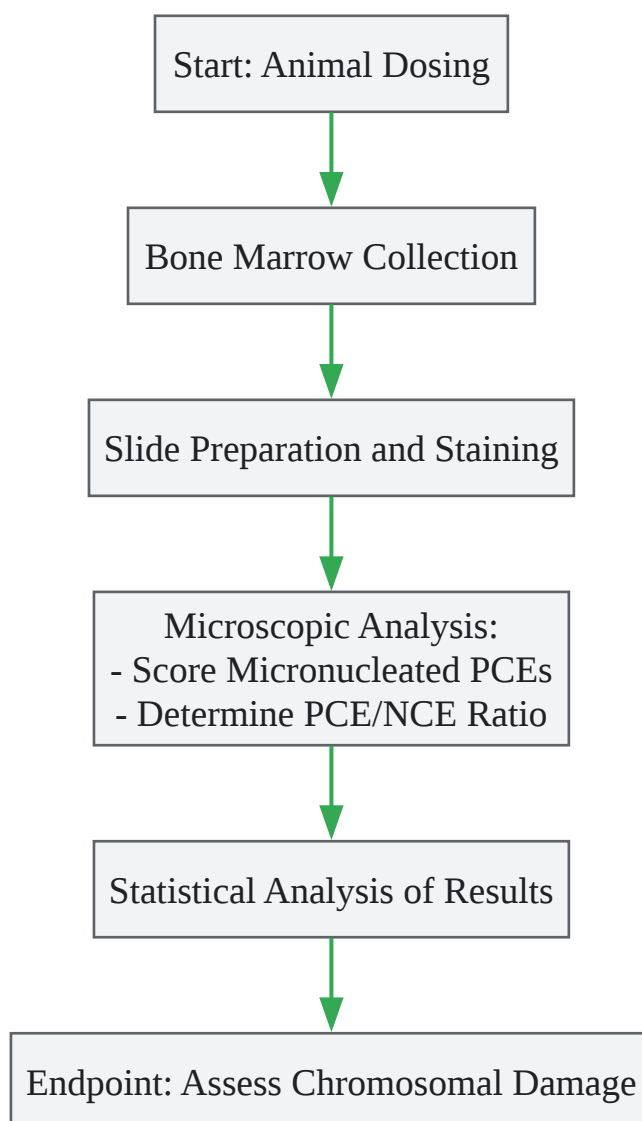 Start: Animal Dosing
Bone Marrow Collection
Slide Preparation and Staining
Microscopic Analysis:
- Score Micronucleated PCEs
- Determine PCE/NCE Ratio
Statistical Analysis of Results
Endpoint: Assess Chromosomal Damage